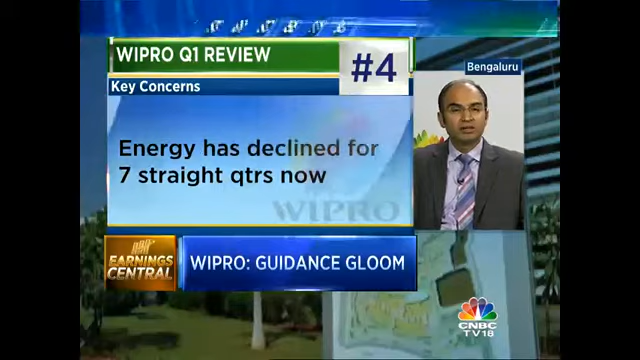 WIPRO Q1 REVIEW
#4
Key Concerns
Bengaluru
Energy has declined for
7 straight qtrs now
WIPRO
EARNINGS
CENTRAL
WIPRO: GUIDANCE GLOOM
CNBC
TV18